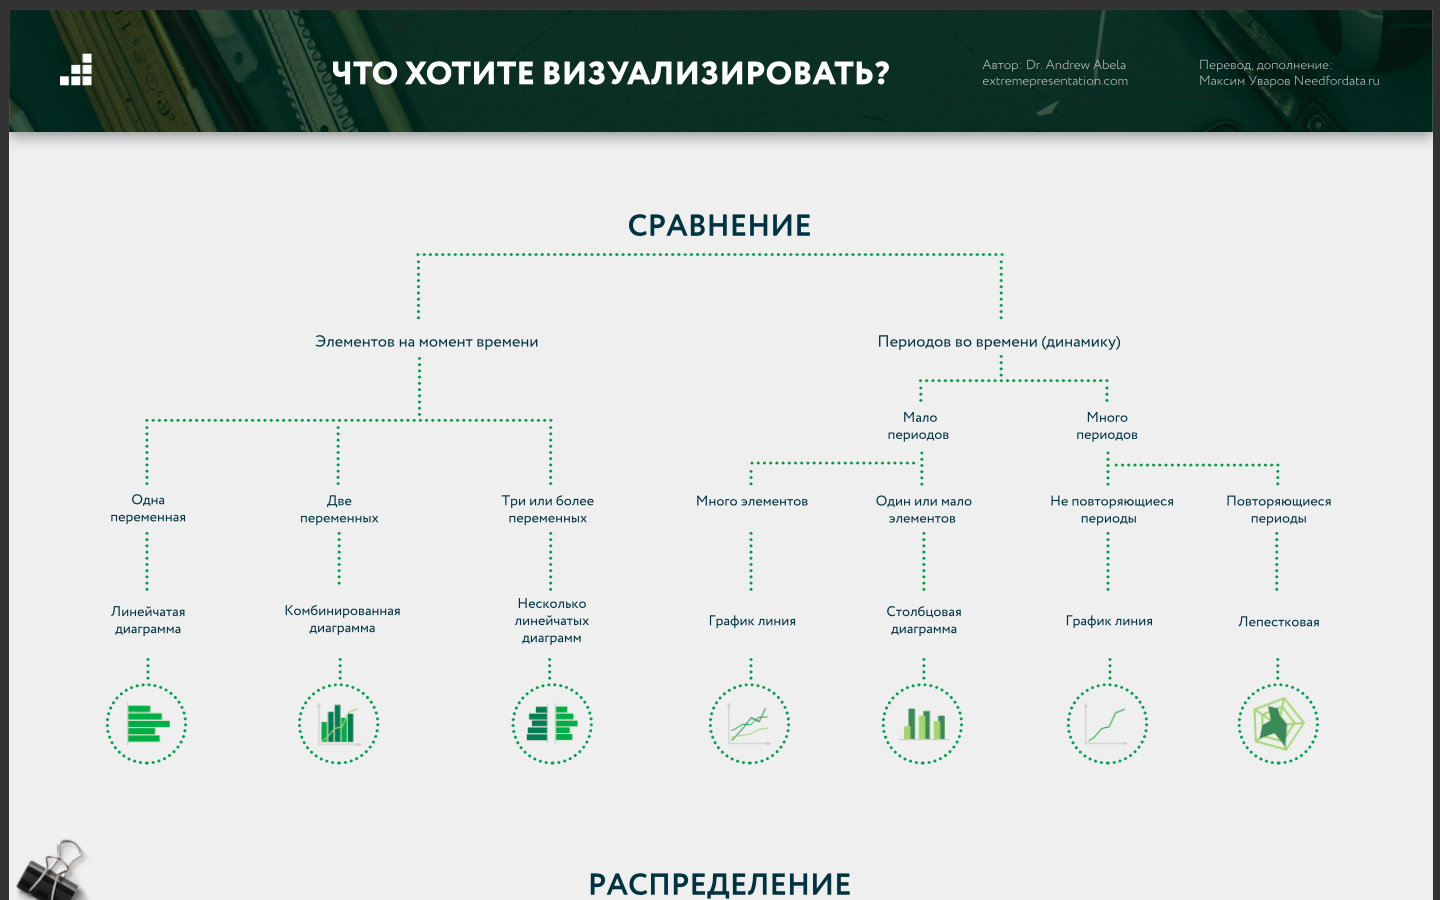 ЧТО ХОТИТЕ ВИЗУАЛИЗИРОВАТЬ?
Автор: Dr. Andrew Abela
extremepresentation.com
Перевод, дополнение:
Максим Уваров Needfordata.ru
СРАВНЕНИЕ
Элементов на момент времени
Периодов во времени (динамику)
Мало
периодов
Много
периодов
Одна
переменная
Две
переменных
Три или более
переменных
Много элементов
Один или мало
элементов
Не повторяющиеся
периоды
Повторяющиеся
периоды
Линейчатая
диаграмма
Комбинированная
диаграмма
Несколько
линейчатых
диаграмм
График линия
Столбцовая
диаграмма
График линия
Лепестковая
РАСПРЕДЕЛЕНИЕ